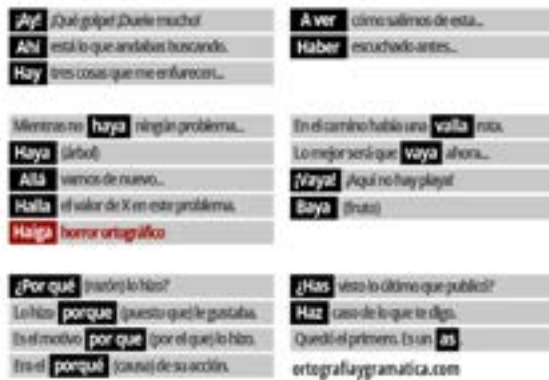 ¡Ay! ¡Qué golpe! ¡Duele mucho!
Ahí está lo que andabas buscando.
Hay tres cosas que me enfurecen...
A ver cómo salimos de esta...
Haber escuchado antes...
Mientras no haya ningún problema...
Haya (árbol)
Allá vamos de nuevo...
Halla el valor de X en este problema.
Haiga horror ortográfico
En el camino había una valla rota.
Lo mejor será que vaya ahora...
¡Vaya! ¡Aquí no hay playa!
Baya (fruto)
¿Por qué (razón) lo hizo?
Lo hizo porque (puesto que) le gustaba.
Es el motivo por que (por el que) lo hizo.
Era el porqué (causa) de su acción.
¿Has visto lo último que publicó?
Haz caso de lo que te digo.
Quedó el primero. Es un as.
ortografiaygramatica.com